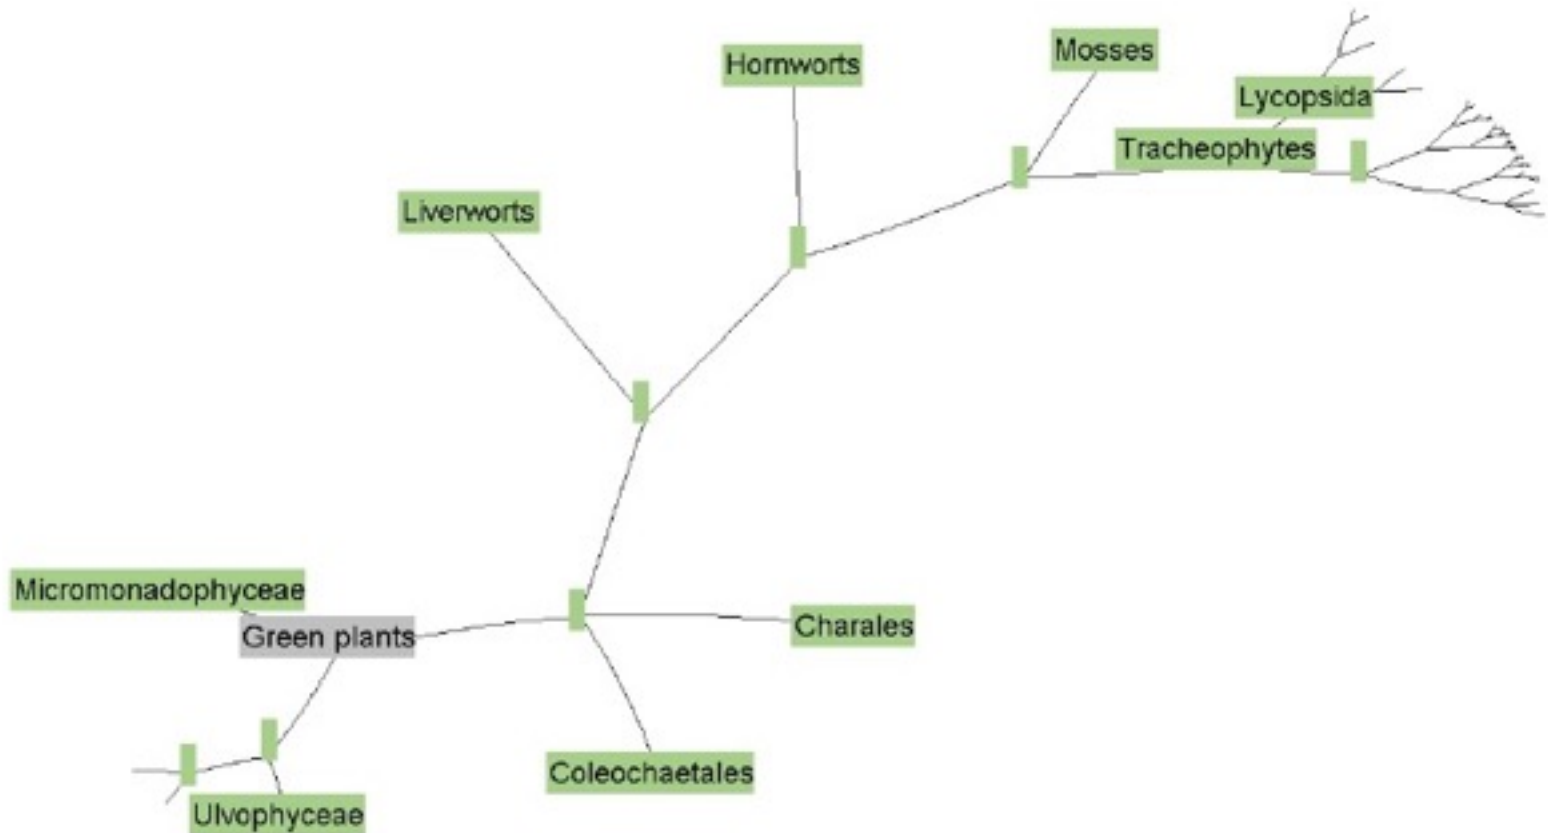 Mosses
Hornworts
Lycopsida
Tracheophytes
Liverworts
Micromonadophyceae
Green plants
Charales
Coleochaetales
Ulvophyceae